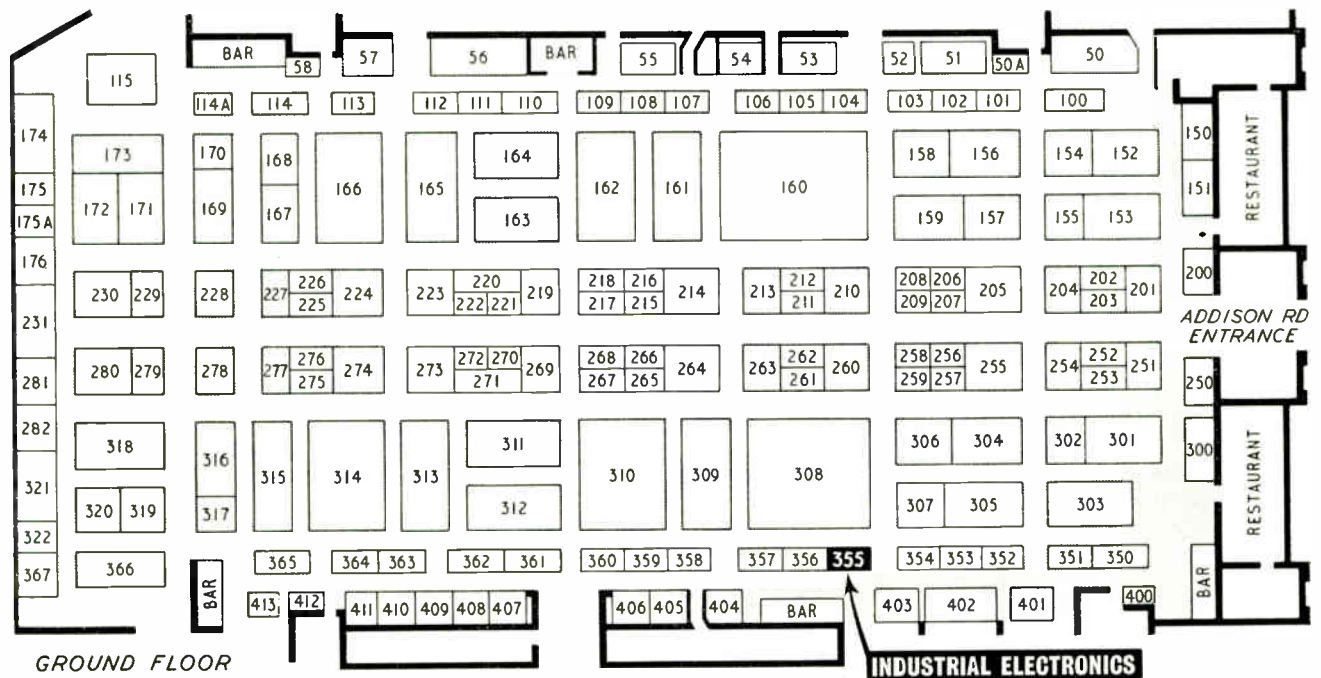 BAR 58 57 56 BAR 55 54 53 52 51 50A 50
115
114A 114 113 112 111 110 109 108 107 106 105 104 103 102 101 100
174 173 170 168 166 165 164 162 161 160 158 156 154 152 150
175 172 171 169 167 163 159 157 155 153 151 RESTAURANT
175A
176
230 229 228 227 226 224 223 220 219 218 216 214 213 212 210 208 206 205 204 202 201 200
225 222 221 217 215 211 209 207 203
231
ADDISON RD
ENTRANCE
281 280 279 278 277 276 274 273 272 270 269 268 266 264 263 262 260 258 256 255 254 252 251 250
275 271 267 265 261 259 257 253
282 318 316 315 314 313 311 310 309 308 306 304 302 301 300
321 320 319 317 312 307 305 303 RESTAURANT
322
367 366 365 364 363 362 361 360 359 358 357 356 355 354 353 352 351 350
BAR 413 412 411 410 409 408 407 406 405 404 BAR 403 402 401 400 BAR
GROUND FLOOR
INDUSTRIAL ELECTRONICS